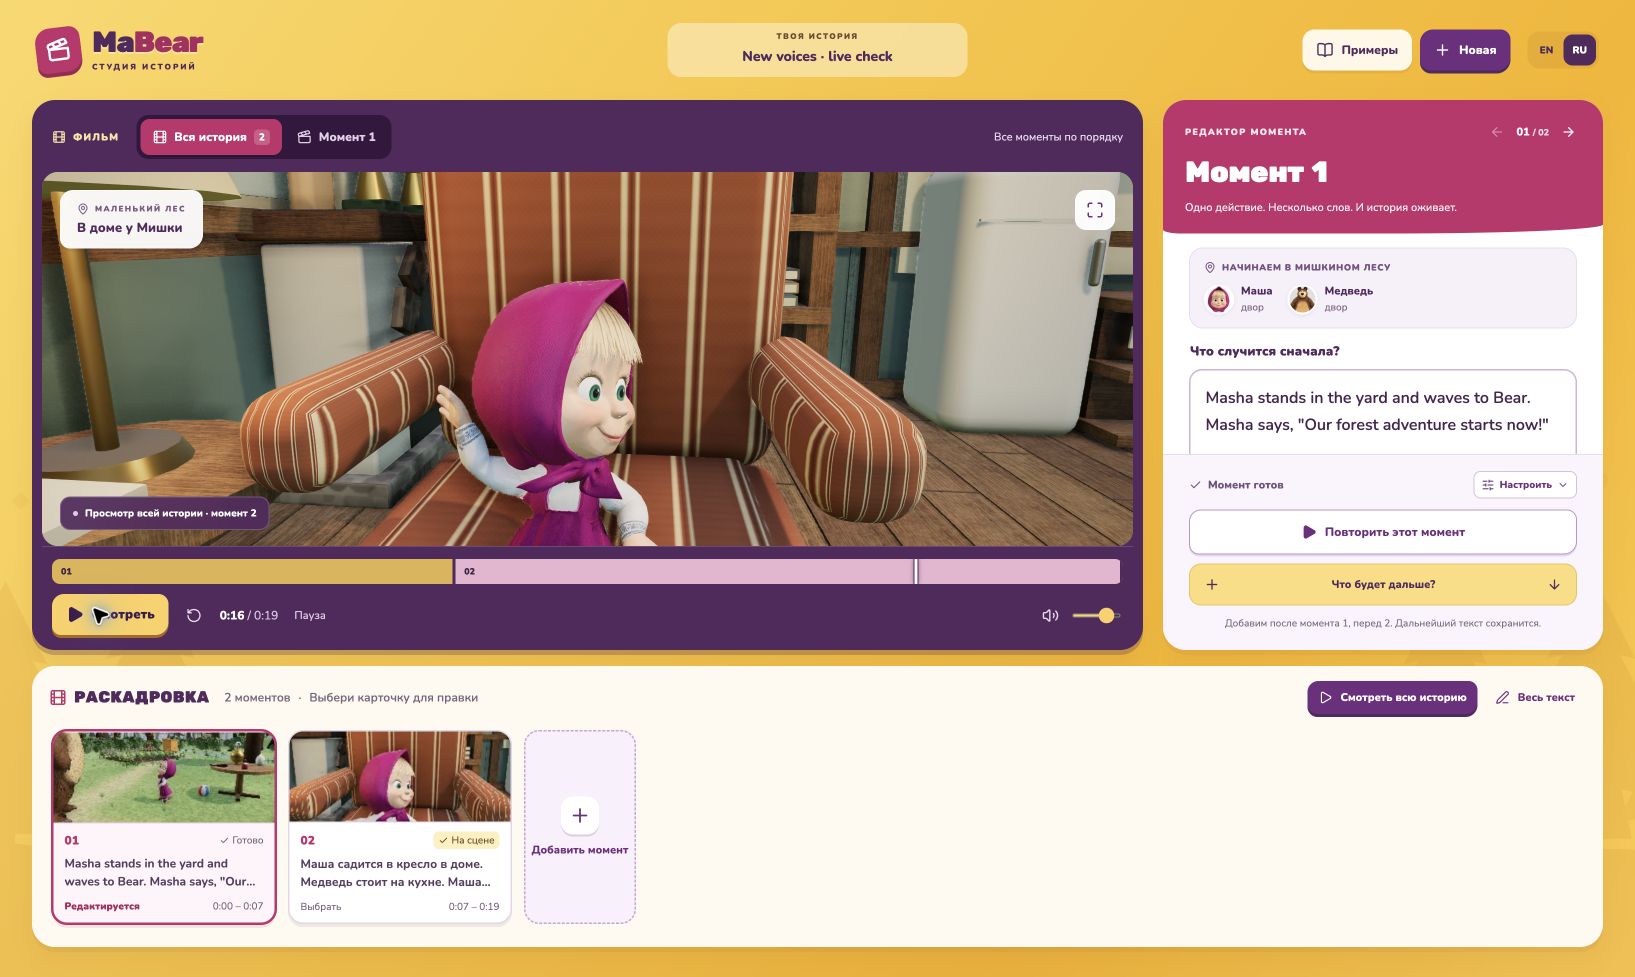 MaBear
СТУДИЯ ИСТОРИЙ
ТВОЯ ИСТОРИЯ
New voices · live check
Примеры
Новая
EN
RU
ФИЛЬМ
Вся история 2
Момент 1
Все моменты по порядку
МАЛЕНЬКИЙ ЛЕС
В доме у Мишки
Просмотр всей истории · момент 2
01
02
отреть
0:16 / 0:19
Пауза
РЕДАКТОР МОМЕНТА
01 / 02
Момент 1
Одно действие. Несколько слов. И история оживает.
НАЧИНАЕМ В МИШКИНОМ ЛЕСУ
Маша
двор
Медведь
двор
Что случится сначала?
Masha stands in the yard and waves to Bear.
Masha says, "Our forest adventure starts now!"
Момент готов
Настроить
Повторить этот момент
Что будет дальше?
Добавим после момента 1, перед 2. Дальнейший текст сохранится.
РАСКАДРОВКА
2 моментов · Выбери карточку для правки
Смотреть всю историю
Весь текст
01
Готово
Masha stands in the yard and
waves to Bear. Masha says, "Our...
Редактируется
0:00 – 0:07
02
На сцене
Маша садится в кресло в доме.
Медведь стоит на кухне. Маша...
Выбрать
0:07 – 0:19
Добавить момент